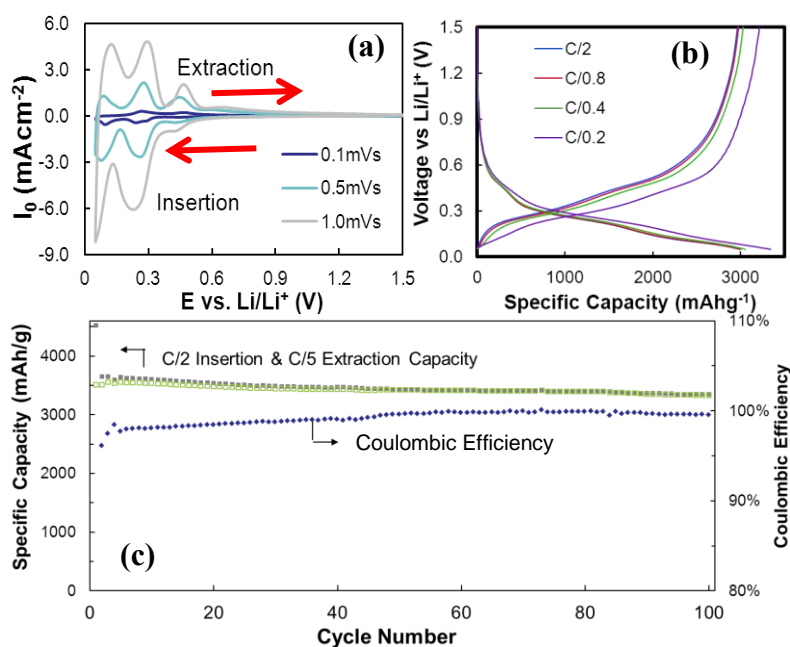 6.0
3.0
0.0
-3.0
-6.0
-9.0
I₀ (mAcm⁻²)
(a)
Extraction
Insertion
0.1mVs
0.5mVs
1.0mVs
0 0.3 0.6 0.9 1.2 1.5
E vs. Li/Li⁺ (V)
1.5
1.2
0.9
0.6
0.3
0.0
Voltage vs Li/Li⁺ (V)
(b)
C/2
C/0.8
C/0.4
C/0.2
0 1000 2000 3000
Specific Capacity (mAhg⁻¹)
4000
3000
2000
1000
0
Specific Capacity (mAh/g)
C/2 Insertion & C/5 Extraction Capacity
Coulombic Efficiency
(c)
110%
100%
90%
80%
Coulombic Efficiency
0 20 40 60 80 100
Cycle Number